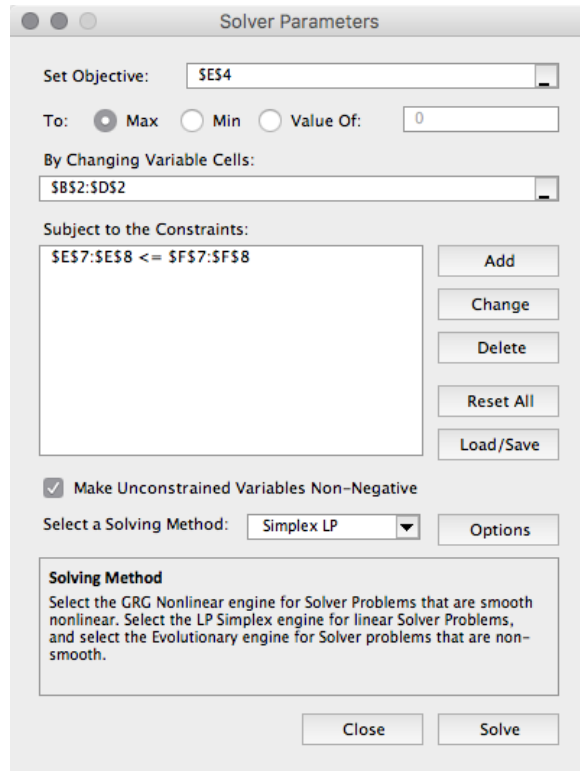 Solver Parameters
Set Objective: $E$4
To: Max Min Value Of: 0
By Changing Variable Cells:
$B$2:$D$2
Subject to the Constraints:
$E$7:$E$8 <= $F$7:$F$8
Add
Change
Delete
Reset All
Load/Save
Make Unconstrained Variables Non-Negative
Select a Solving Method: Simplex LP Options
Solving Method
Select the GRG Nonlinear engine for Solver Problems that are smooth
nonlinear. Select the LP Simplex engine for linear Solver Problems,
and select the Evolutionary engine for Solver problems that are non-
smooth.
Close Solve